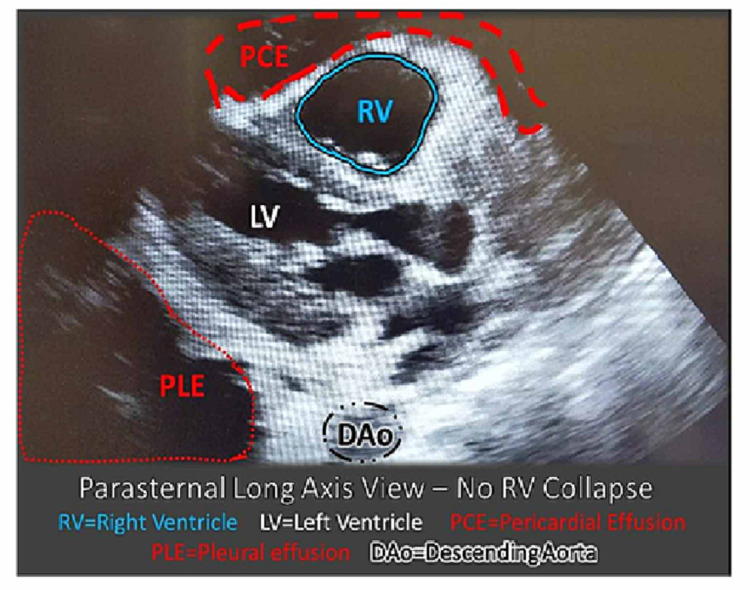 PCE
RV
LV
PLE
DAo
Parasternal Long Axis View – No RV Collapse
RV=Right Ventricle LV=Left Ventricle PCE=Pericardial Effusion
PLE=Pleural effusion DAo=Descending Aorta